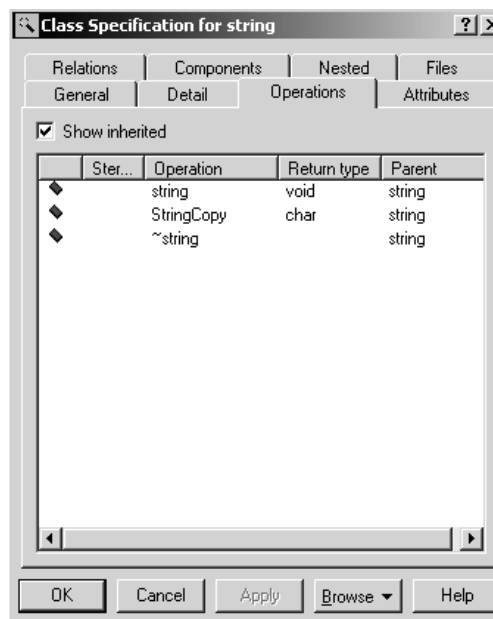 Class Specification for string
Relations Components Nested Files
General Detail Operations Attributes
Show inherited
Ster... Operation Return type Parent
string void string
StringCopy char string
~string string
OK Cancel Apply Browse Help